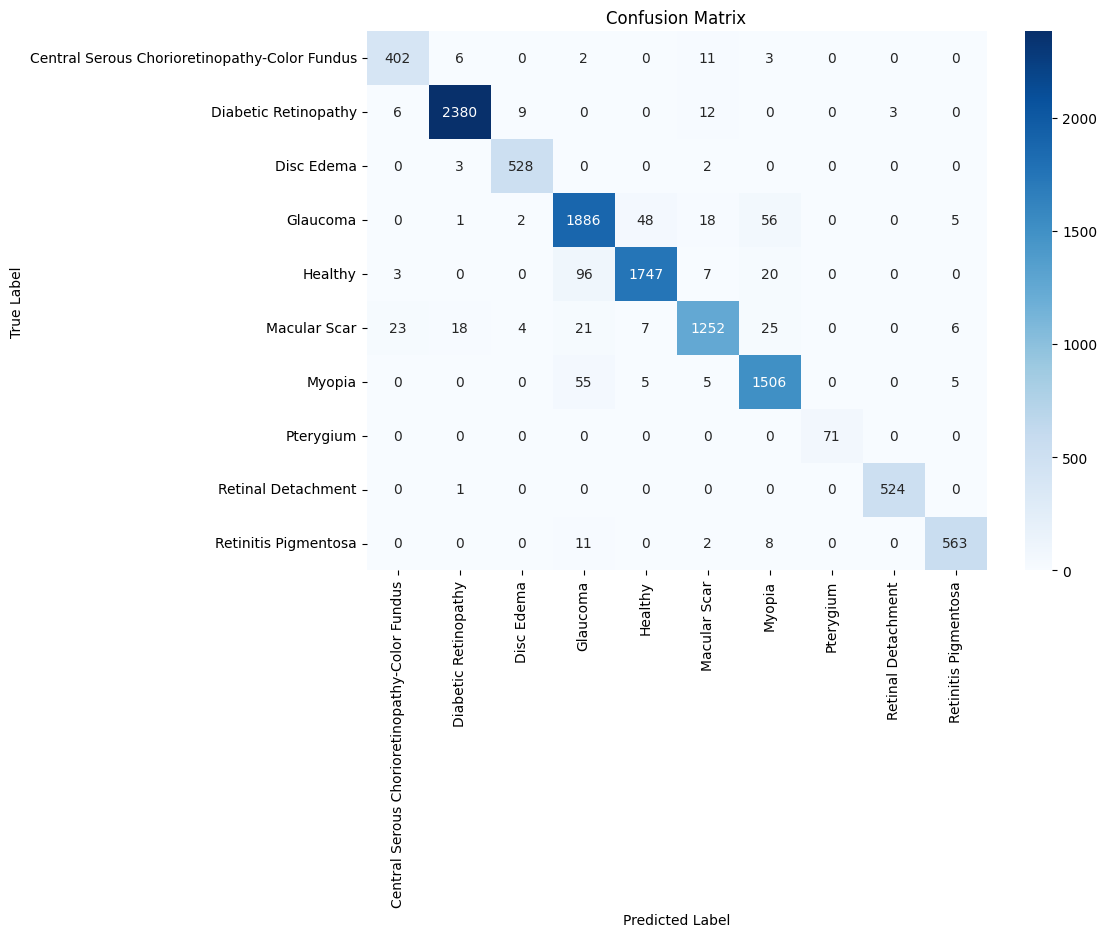 Confusion Matrix
True Label
Central Serous Chorioretinopathy-Color Fundus 402 6 0 2 0 11 3 0 0 0
Diabetic Retinopathy 6 2380 9 0 0 12 0 0 3 0
Disc Edema 0 3 528 0 0 2 0 0 0 0
Glaucoma 0 1 2 1886 48 18 56 0 0 5
Healthy 3 0 0 96 1747 7 20 0 0 0
Macular Scar 23 18 4 21 7 1252 25 0 0 6
Myopia 0 0 0 55 5 5 1506 0 0 5
Pterygium 0 0 0 0 0 0 0 71 0 0
Retinal Detachment 0 1 0 0 0 0 0 0 524 0
Retinitis Pigmentosa 0 0 0 11 0 2 8 0 0 563
Central Serous Chorioretinopathy-Color Fundus
Diabetic Retinopathy
Disc Edema
Glaucoma
Healthy
Macular Scar
Myopia
Pterygium
Retinal Detachment
Retinitis Pigmentosa
Predicted Label
2000
1500
1000
500
0